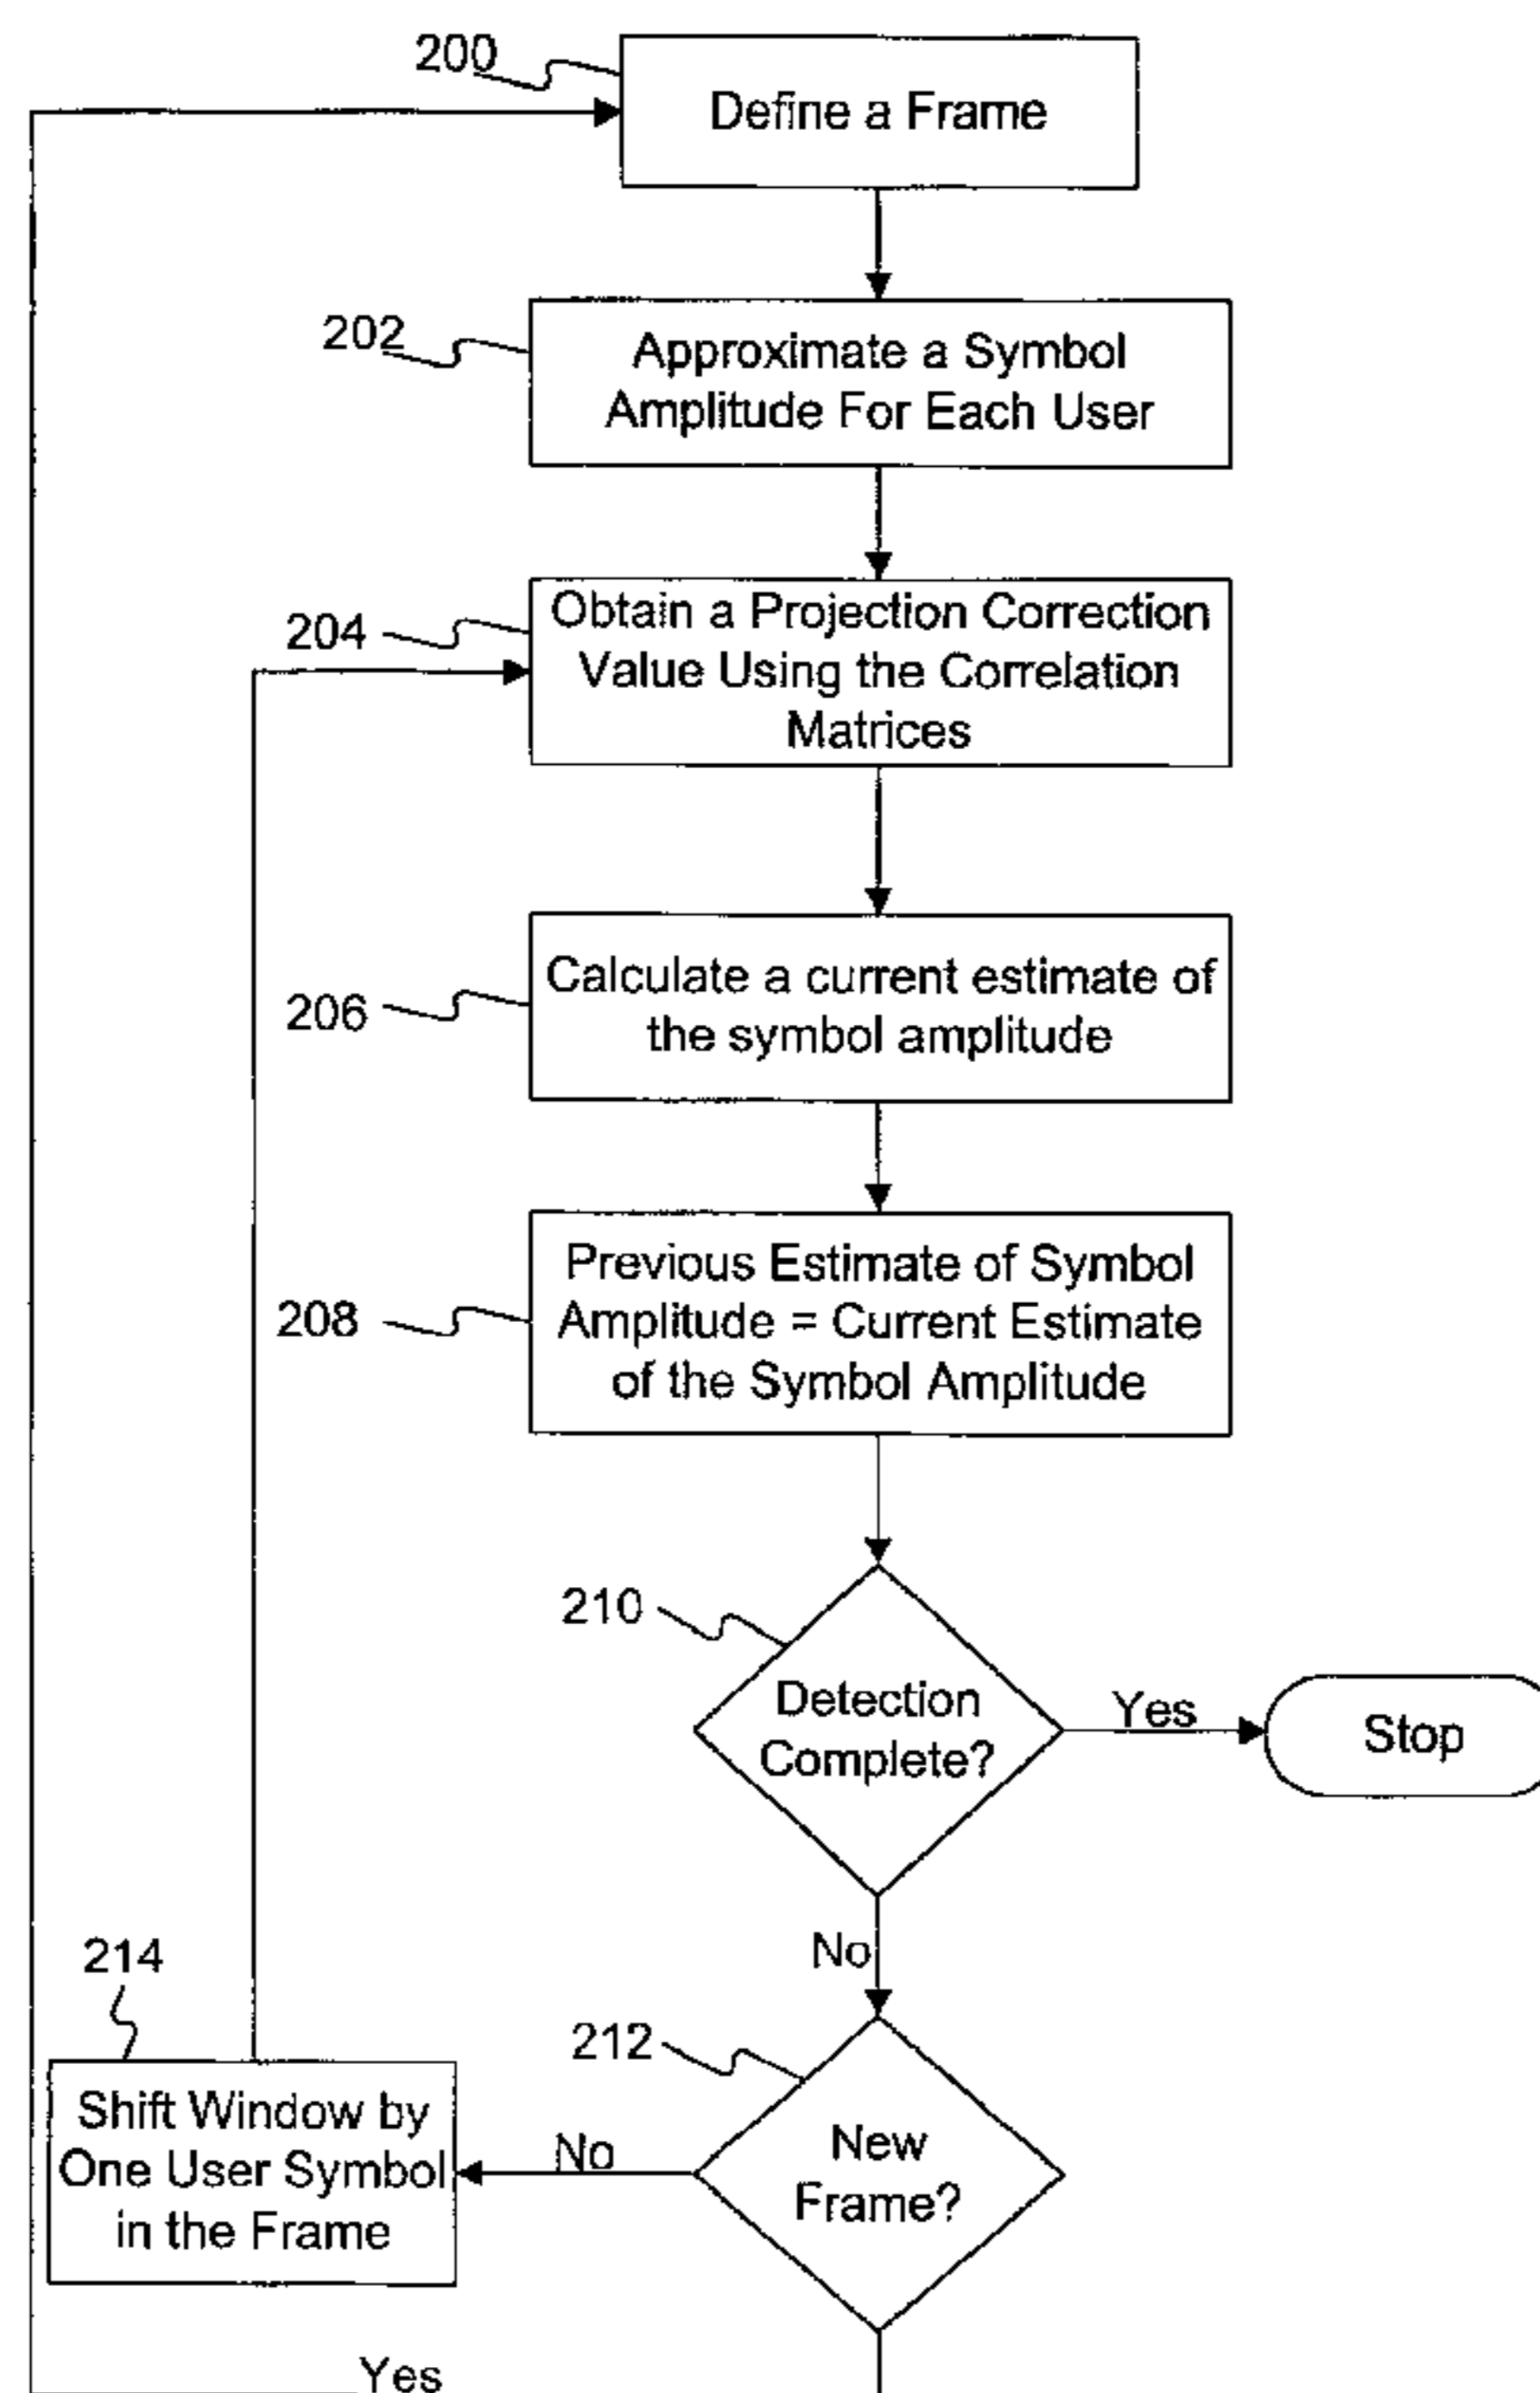 200
Define a Frame
202
Approximate a Symbol
Amplitude For Each User
204
Obtain a Projection Correction
Value Using the Correlation
Matrices
206
Calculate a current estimate of
the symbol amplitude
208
Previous Estimate of Symbol
Amplitude = Current Estimate
of the Symbol Amplitude
210
Detection
Complete?
Yes
Stop
No
214
212
New
Frame?
No
Shift Window by
One User Symbol
in the Frame
Yes